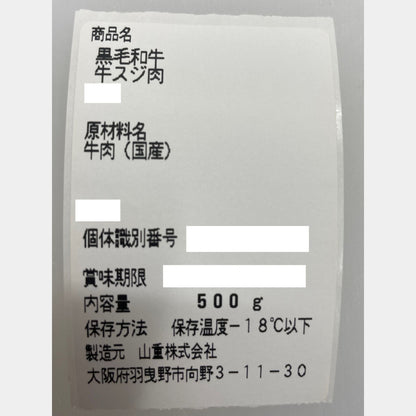 商品名
黒毛和牛
牛スジ肉
原材料名
牛肉（国産）
個体識別番号
賞味期限
内容量 500 g
保存方法 保存温度－18℃以下
製造元 山重株式会社
大阪府羽曳野市向野3－11－30